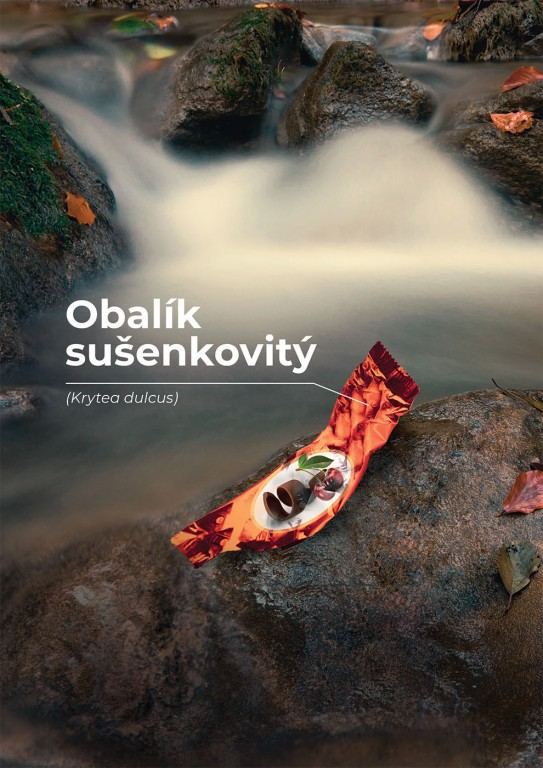 Obalík
sušenkovitý
(Krytea dulcus)